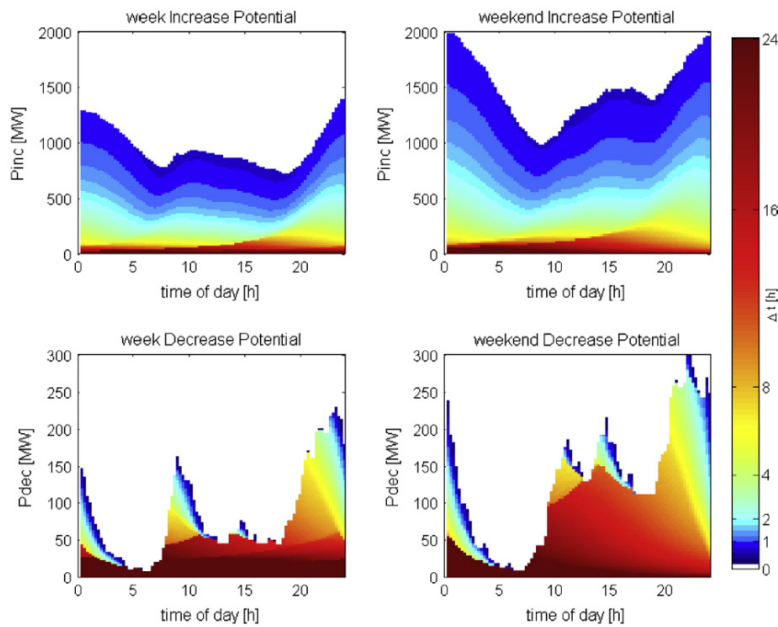 week Increase Potential
weekend Increase Potential
2000
1500
1000
500
0
Pinc [MW]
0 5 10 15 20
time of day [h]
2000
1500
1000
500
0
Pinc [MW]
0 5 10 15 20
time of day [h]
week Decrease Potential
weekend Decrease Potential
300
250
200
150
100
50
0
Pdec [MW]
0 5 10 15 20
time of day [h]
300
250
200
150
100
50
0
Pdec [MW]
0 5 10 15 20
time of day [h]
24
8
4
2
1
0
Δ t [h]